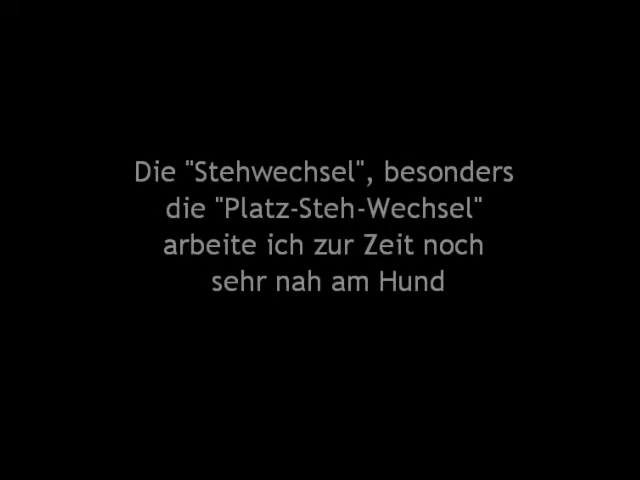 Die "Stehwechsel", besonders
die "Platz-Steh-Wechsel"
arbeite ich zur Zeit noch
sehr nah am Hund